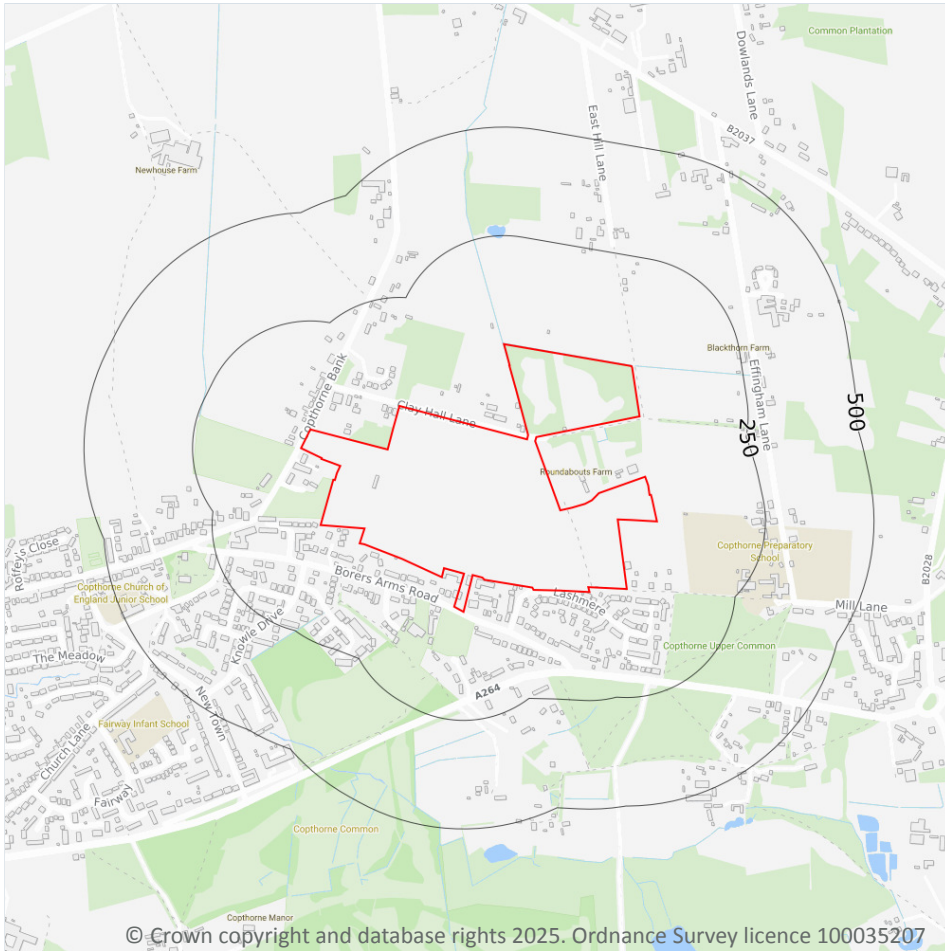 Common Plantation
Dowlands Lane
B2037
East Hill Lane
Newhouse Farm
Blackthorn Farm
Effingham Lane
Copthorne Bank
Clay Hall Lane
500
250
Roundabouts Farm
Rolfey's Close
Copthorne Preparatory
School
B2028
Copthorne Church of
England Junior School
Borers Arms Road
Lashmere
Mill Lane
Knowle Drive
The Meadow
Copthorne Upper Common
A264
New Town
Fairway Infant School
Church Lane
Fairway
Copthorne Common
Copthorne Manor
© Crown copyright and database rights 2025. Ordnance Survey licence 100035207